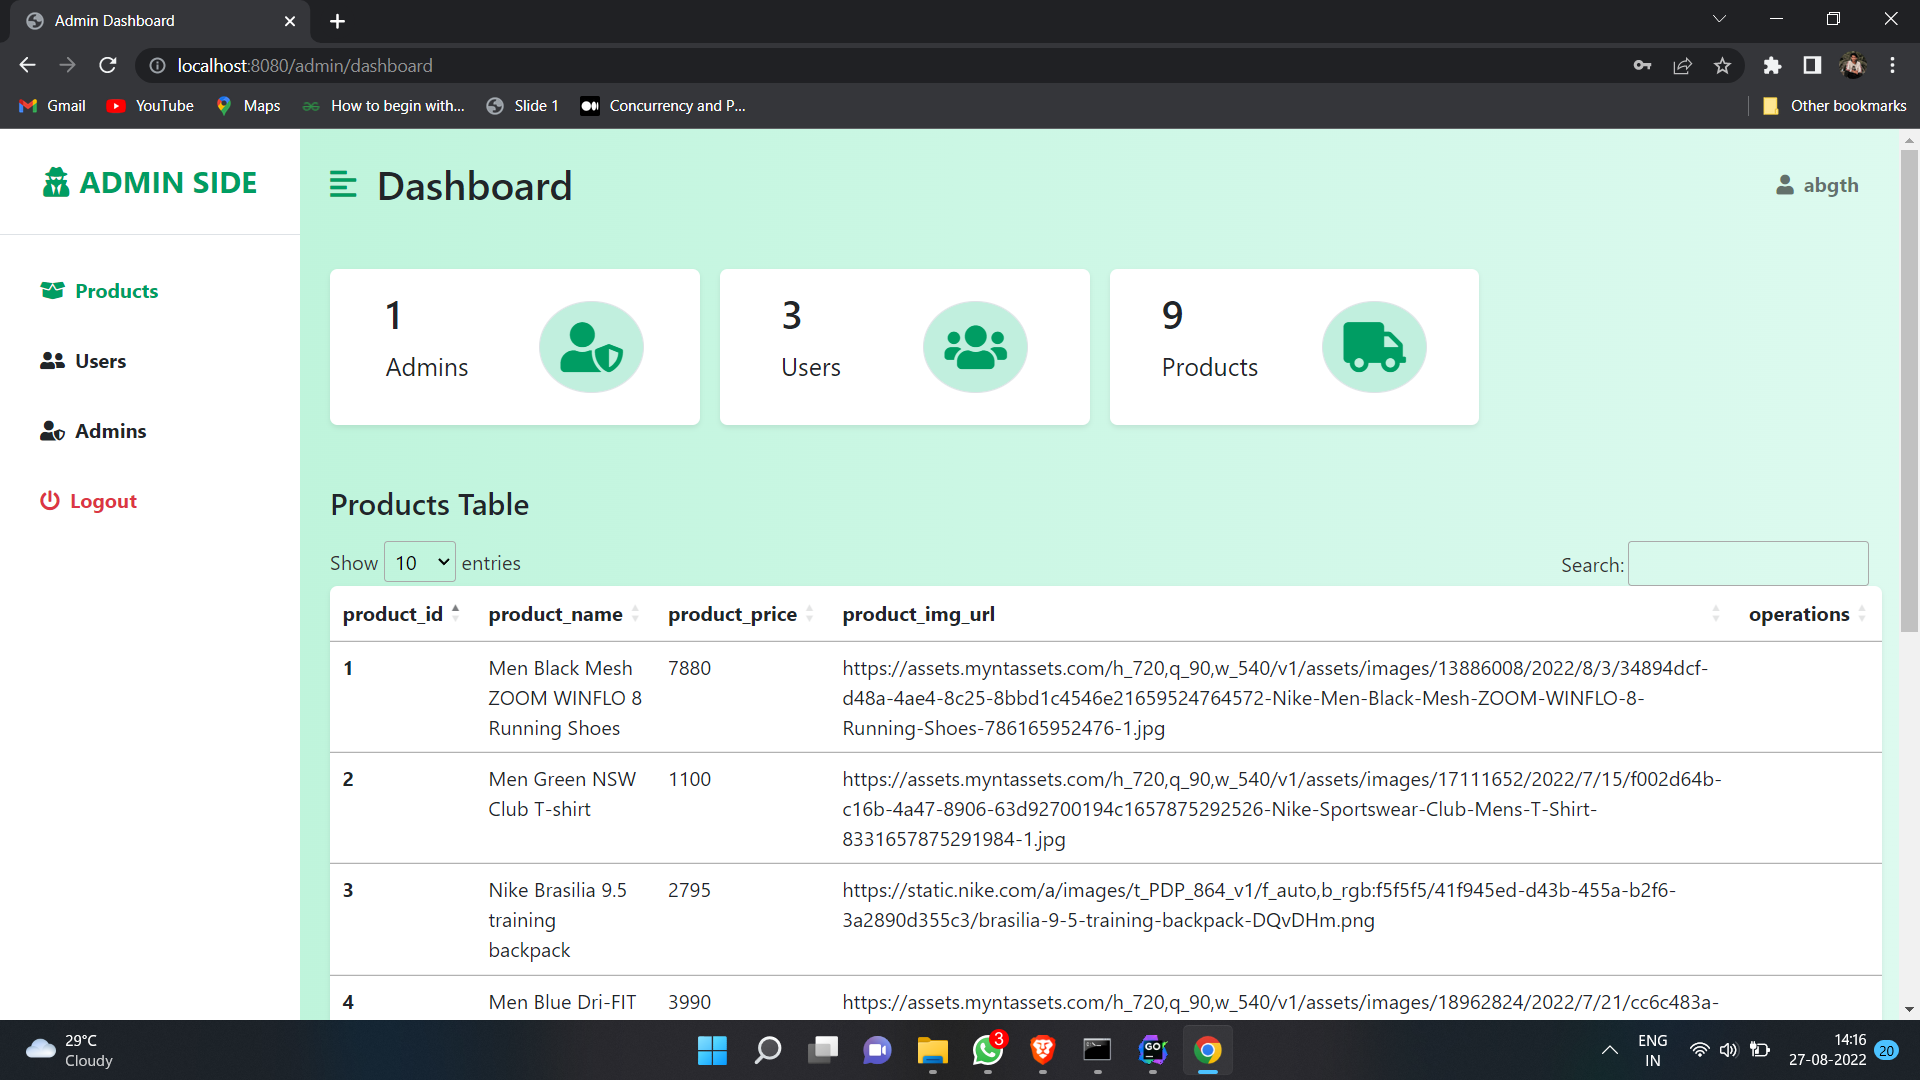 Admin Dashboard
localhost:8080/admin/dashboard
Gmail
YouTube
Maps
How to begin with...
Slide 1
Concurrency and P...
Other bookmarks
ADMIN SIDE
Products
Users
Admins
Logout
Dashboard
abgth
1
Admins
3
Users
9
Products
Products Table
Show 10 entries
Search:
product_id product_name product_price product_img_url operations
1 Men Black Mesh 7880 https://assets.myntassets.com/h_720,q_90,w_540/v1/assets/images/13886008/2022/8/3/34894dcf-
ZOOM WINFLO 8 d48a-4ae4-8c25-8bbd1c4546e21659524764572-Nike-Men-Black-Mesh-ZOOM-WINFLO-8-
Running Shoes Running-Shoes-786165952476-1.jpg
2 Men Green NSW 1100 https://assets.myntassets.com/h_720,q_90,w_540/v1/assets/images/17111652/2022/7/15/f002d64b-
Club T-shirt c16b-4a47-8906-63d92700194c1657875292526-Nike-Sportswear-Club-Mens-T-Shirt-
8331657875291984-1.jpg
3 Nike Brasilia 9.5 2795 https://static.nike.com/a/images/t_PDP_864_v1/f_auto,b_rgb:f5f5f5/41f945ed-d43b-455a-b2f6-
training 3a2890d355c3/brasilia-9-5-training-backpack-DQvDHm.png
backpack
4 Men Blue Dri-FIT 3990 https://assets.myntassets.com/h_720,q_90,w_540/v1/assets/images/18962824/2022/7/21/cc6c483a-
29°C
Cloudy
3
GO
ENG
IN
14:16
27-08-2022
20